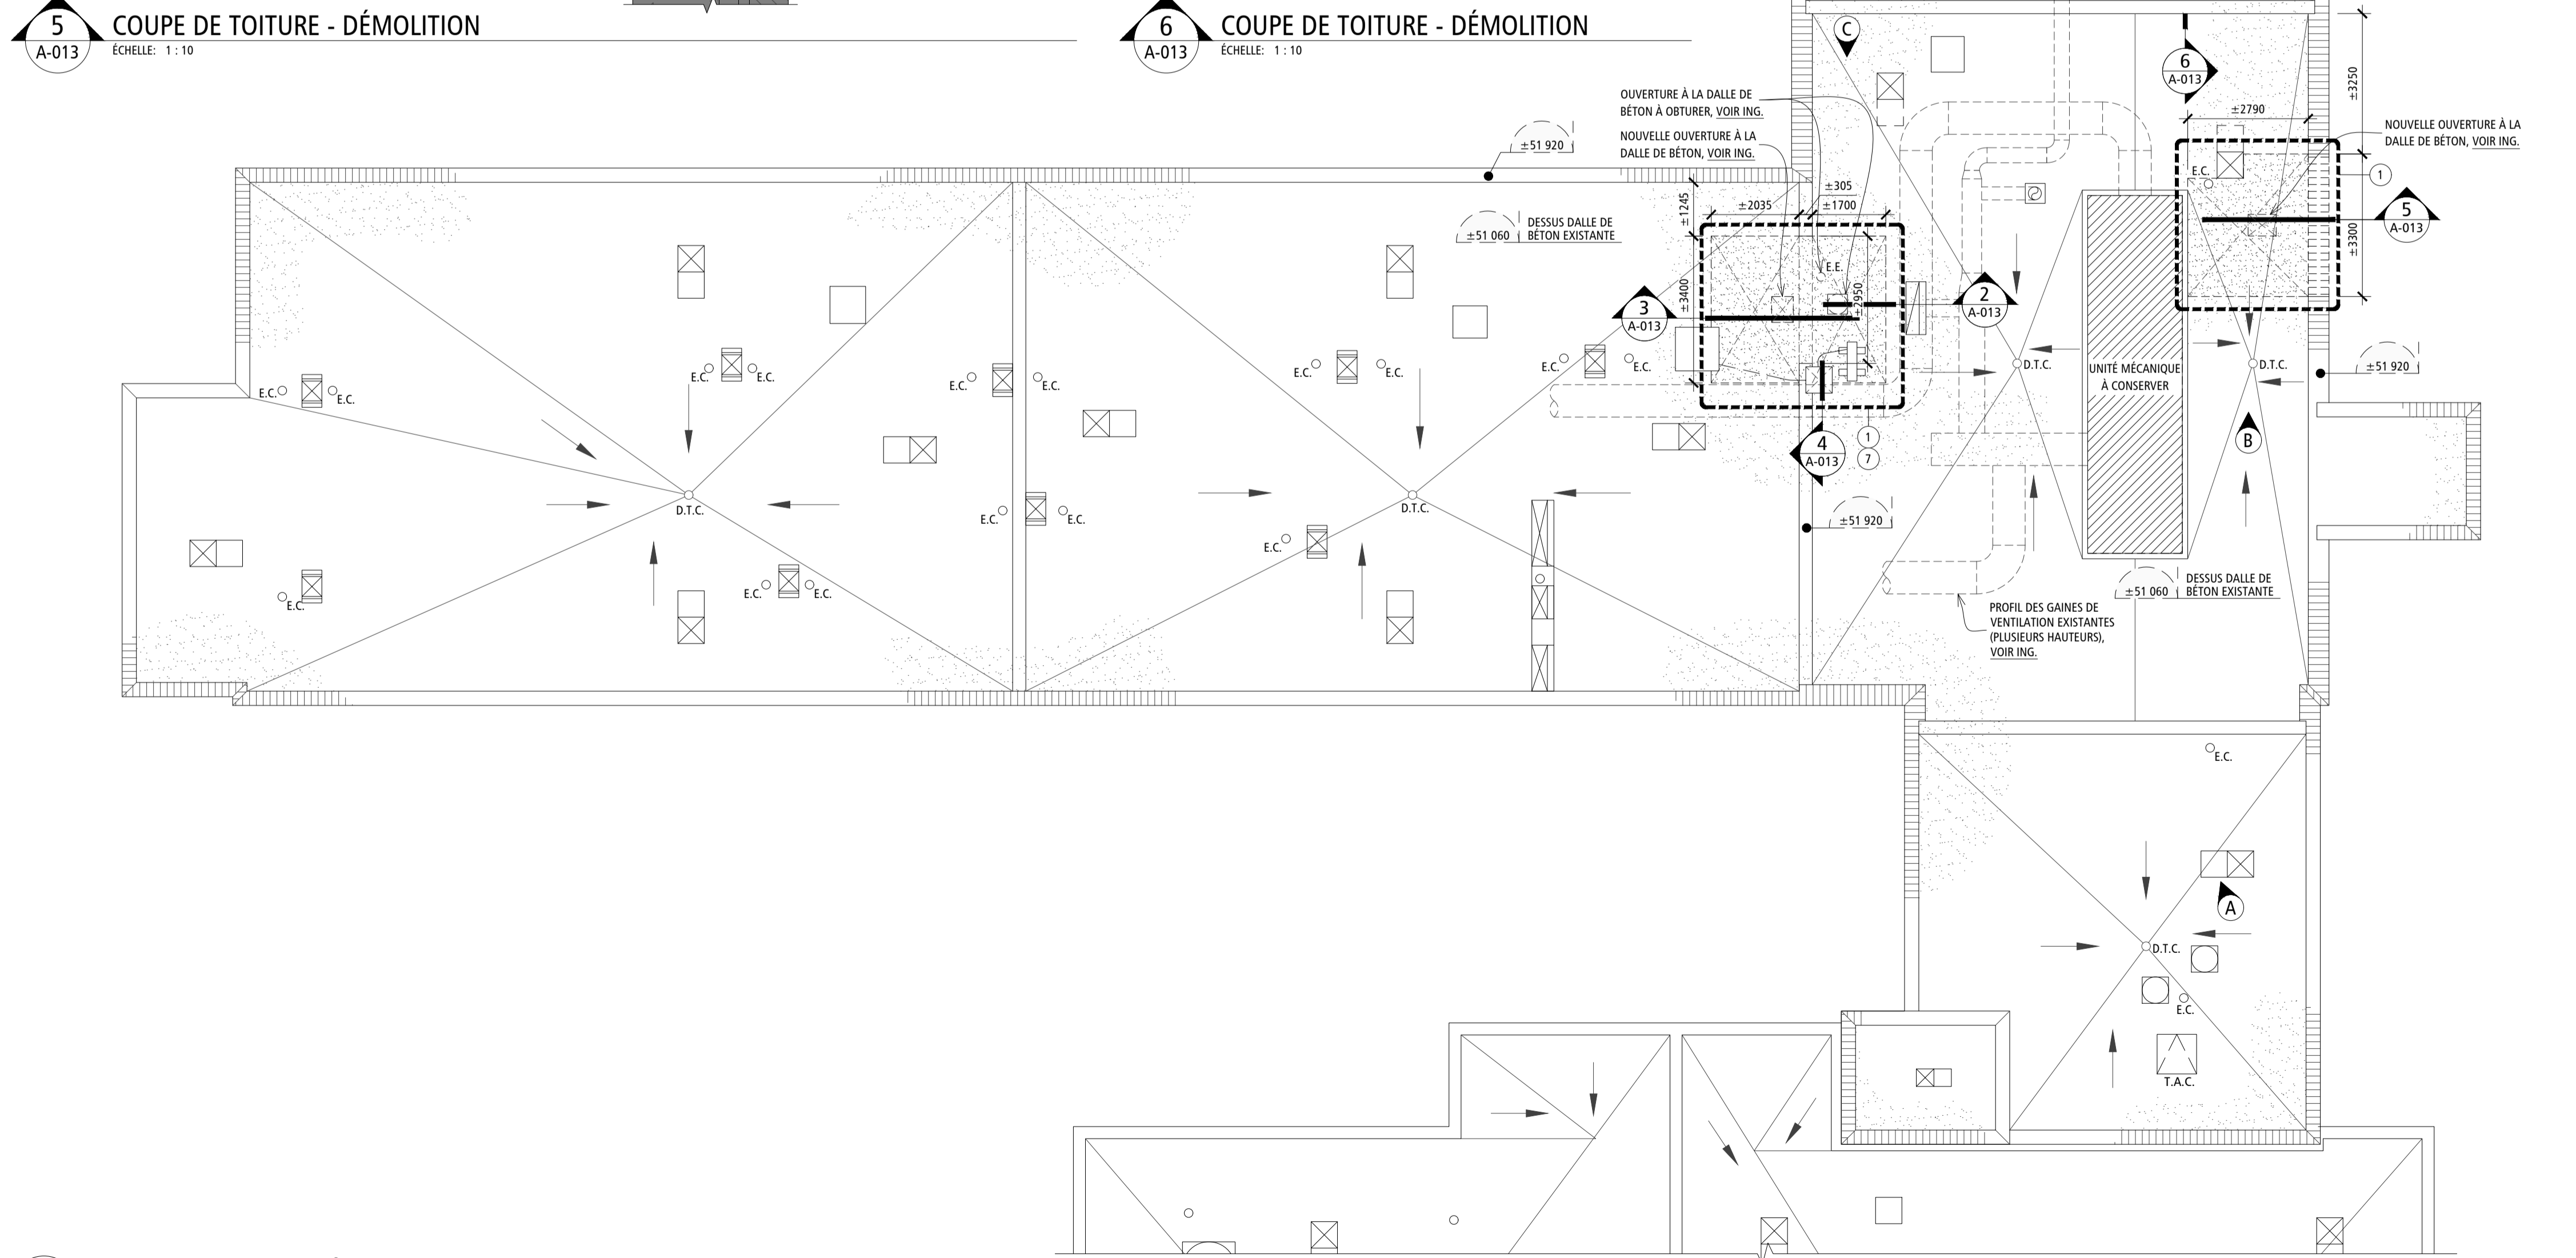 5
A-013
COUPE DE TOITURE - DÉMOLITION
ÉCHELLE: 1 : 10
6
A-013
COUPE DE TOITURE - DÉMOLITION
ÉCHELLE: 1 : 10
C
6
A-013
±3250
±2790
NOUVELLE OUVERTURE À LA
DALLE DE BÉTON, VOIR ING.
1
E.C.
5
A-013
±3300
OUVERTURE À LA DALLE DE
BÉTON À OBTURER, VOIR ING.
NOUVELLE OUVERTURE À LA
DALLE DE BÉTON, VOIR ING.
±51 920
±51 060
DESSUS DALLE DE
BÉTON EXISTANTE
±1245
±305
±2035
±1700
±3400
E.E.
±2950
3
A-013
2
A-013
4
A-013
1
7
D.T.C.
UNITÉ MÉCANIQUE
À CONSERVER
D.T.C.
±51 920
B
E.C.
E.C.
E.C.
E.C.
E.C.
E.C.
E.C.
E.C.
E.C.
E.C.
D.T.C.
E.C.
E.C.
D.T.C.
E.C.
E.C.
E.C.
E.C.
±51 920
±51 060
DESSUS DALLE DE
BÉTON EXISTANTE
PROFIL DES GAINES DE
VENTILATION EXISTANTES
(PLUSIEURS HAUTEURS),
VOIR ING.
E.C.
A
D.T.C.
E.C.
T.A.C.